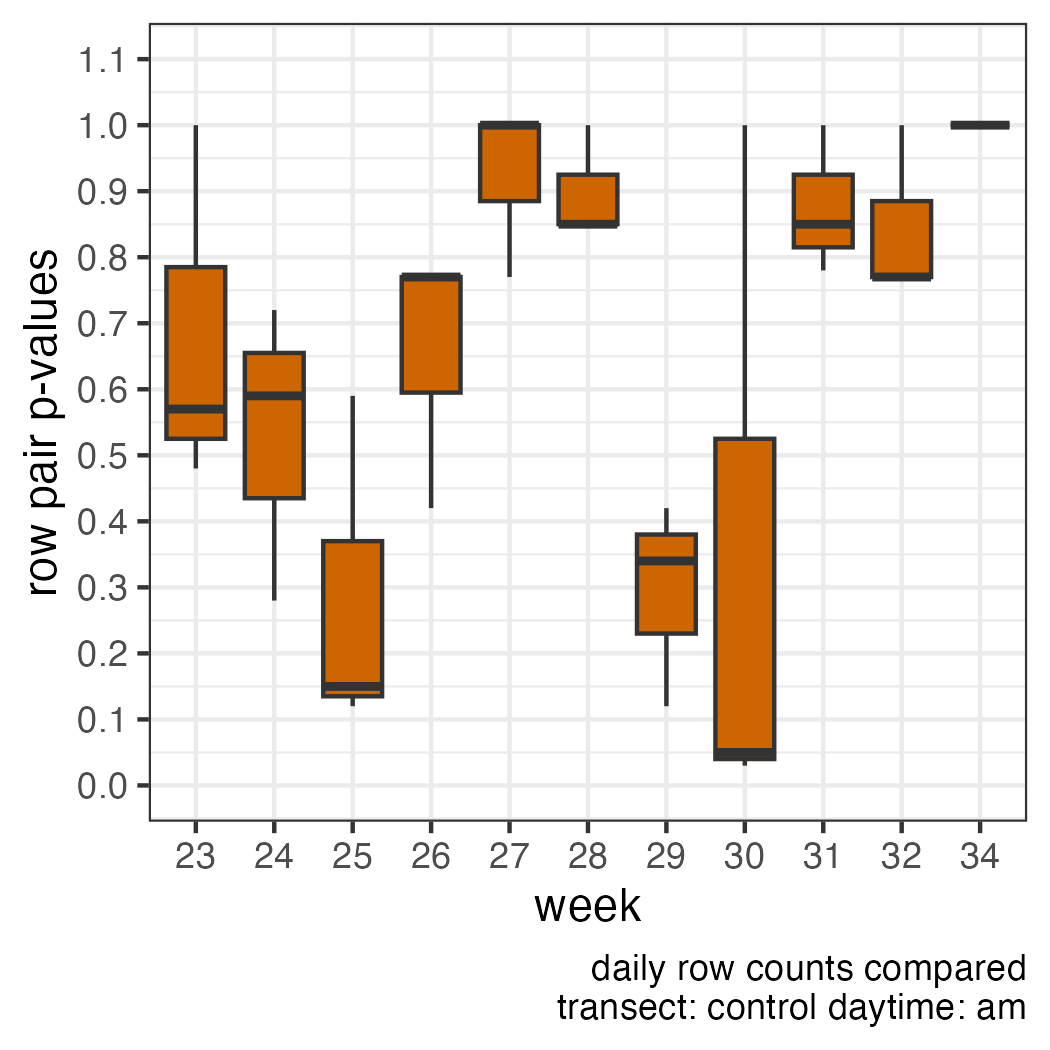 1.1
1.0
0.9
0.8
0.7
0.6
0.5
0.4
0.3
0.2
0.1
0.0
row pair p-values
23 24 25 26 27 28 29 30 31 32 34
week
daily row counts compared
transect: control daytime: am